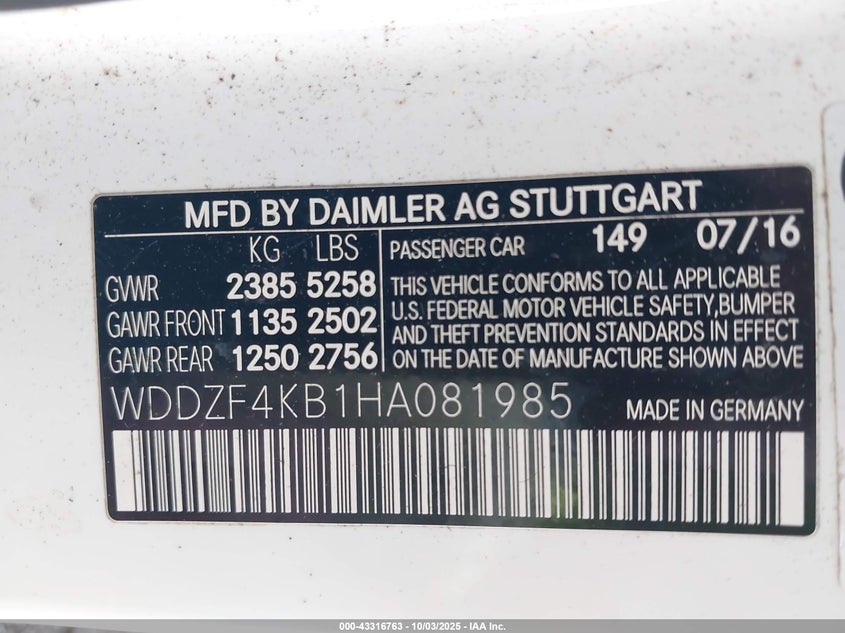 MFD BY DAIMLER AG STUTTGART
KG LBS
GVWR 2385 5258
GAWR FRONT 1135 2502
GAWR REAR 1250 2756
PASSENGER CAR 149 07/16
THIS VEHICLE CONFORMS TO ALL APPLICABLE
U.S. FEDERAL MOTOR VEHICLE SAFETY,BUMPER
AND THEFT PREVENTION STANDARDS IN EFFECT
ON THE DATE OF MANUFACTURE SHOWN ABOVE
WDDZF4KB1HA081985 MADE IN GERMANY
000-43316763 - 10/03/2025 - IAA Inc.